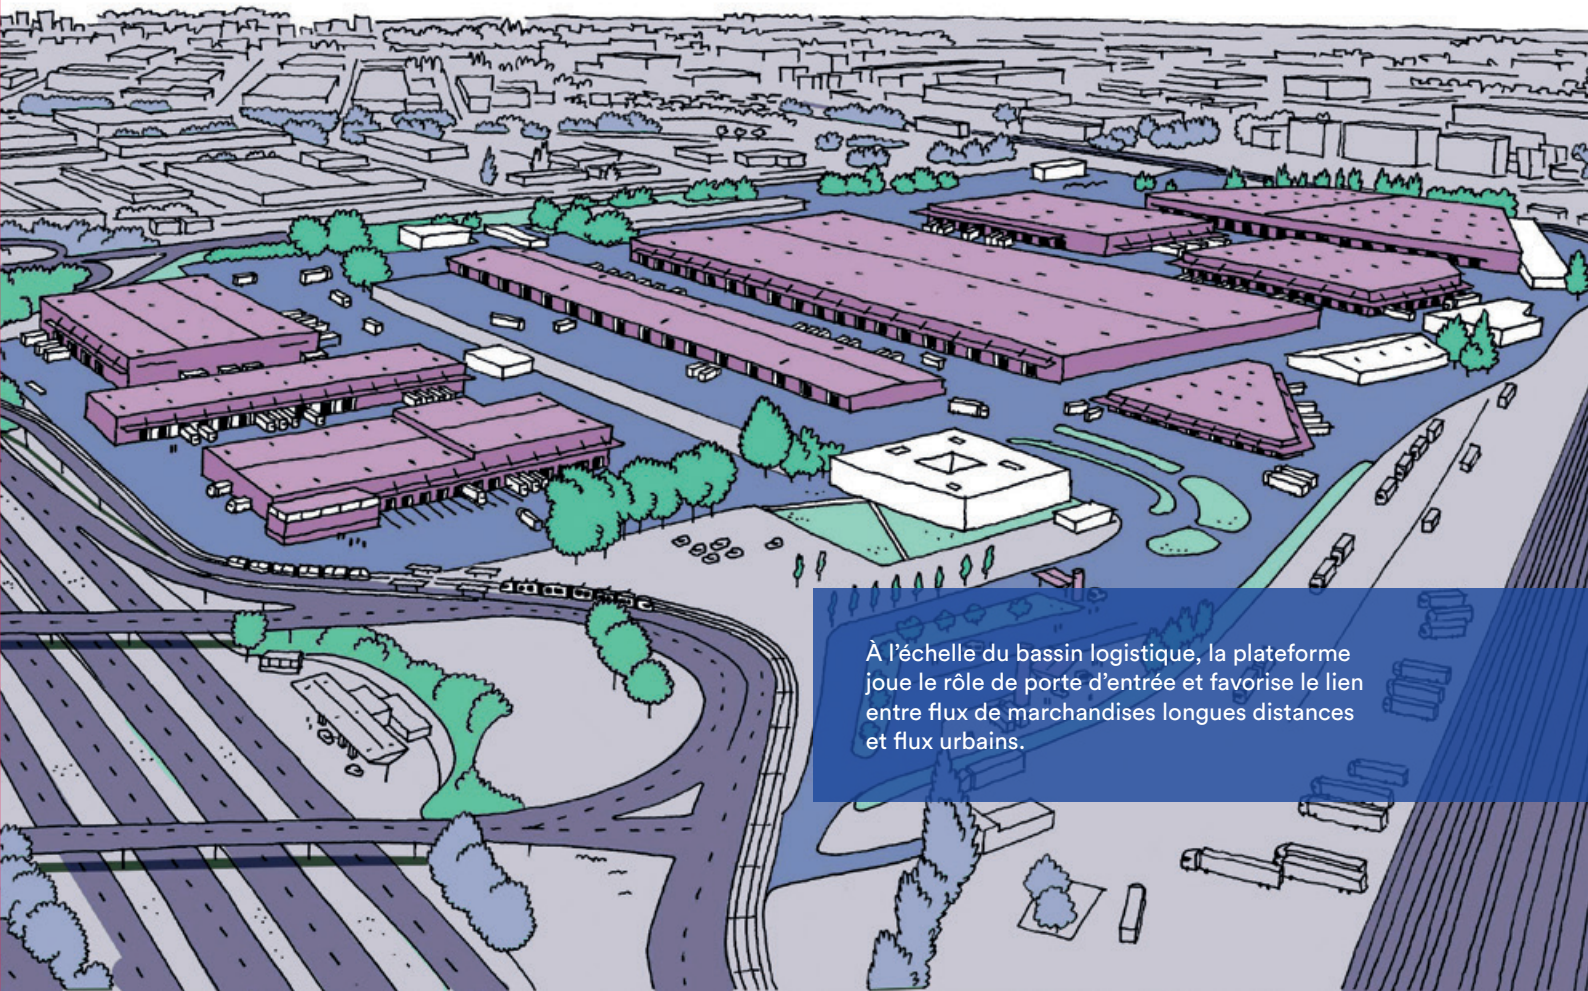 À l’échelle du bassin logistique, la plateforme
joue le rôle de porte d’entrée et favorise le lien
entre flux de marchandises longues distances
et flux urbains.